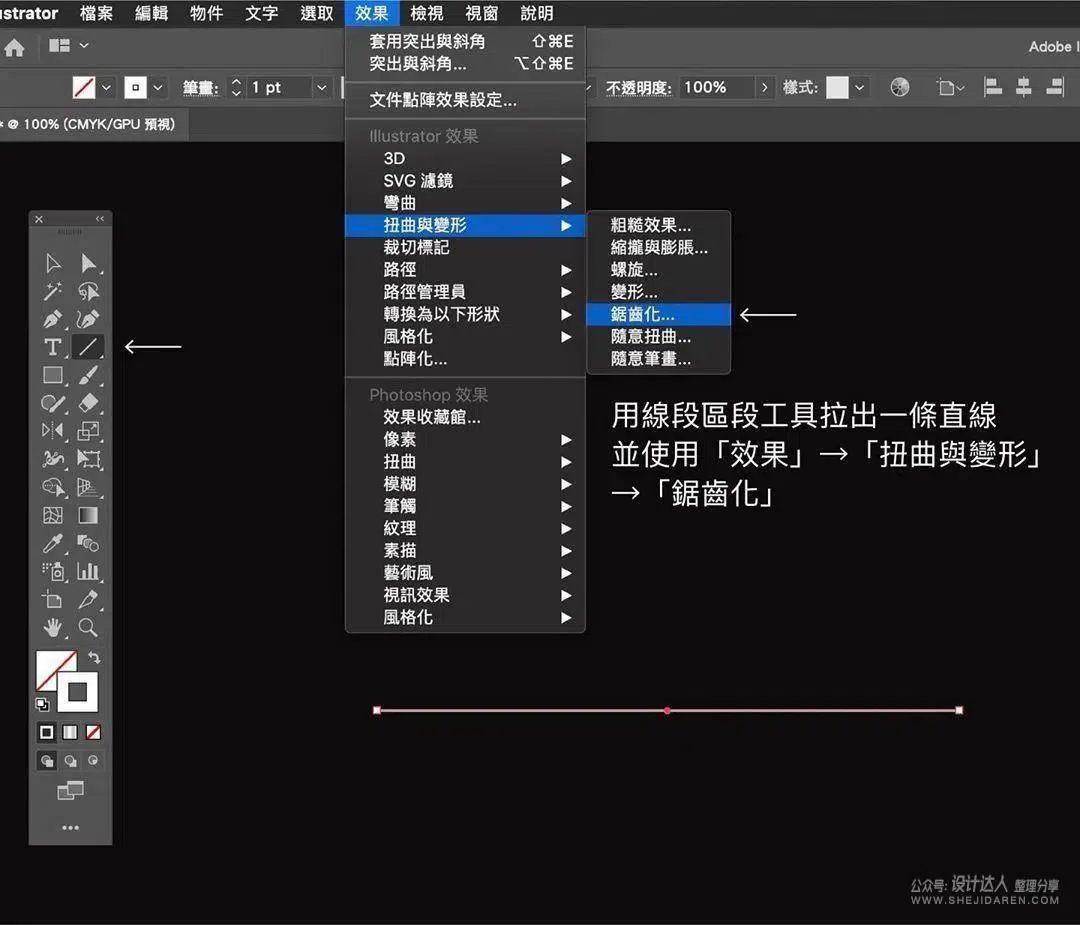 ustrator 檔案 編輯 物件 文字 選取 效果 檢視 視窗 說明
Adobe I
筆畫: 1 pt 不透明度: 100% 樣式:
* @ 100% (CMYK/GPU 預視)
套用突出與斜角 ⇧⌘E
突出與斜角... ⌥⇧⌘E
文件點陣效果設定...
Illustrator 效果
3D
SVG 濾鏡
彎曲
扭曲與變形
裁切標記
路徑
路徑管理員
轉換為以下形狀
風格化
點陣化...
Photoshop 效果
效果收藏館...
像素
扭曲
模糊
筆觸
紋理
素描
藝術風
視訊效果
風格化
粗糙效果...
縮攏與膨脹...
螺旋...
變形...
鋸齒化...
隨意扭曲...
隨意筆畫...
用線段區段工具拉出一條直線
並使用「效果」→「扭曲與變形」
→「鋸齒化」
公众号: 设计达人 整理分享
WWW.SHEJIDAREN.COM